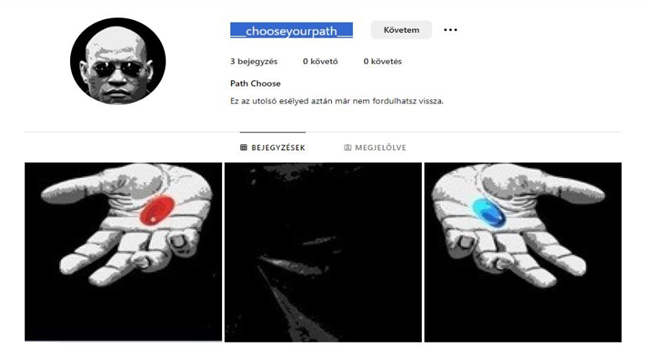 __chooseyourpath__
Követem
3 bejegyzés 0 követő 0 követés
Path Choose
Ez az utolsó esélyed aztán már nem fordulhatsz vissza.
BEJEGYZÉSEK MEGJELÖLVE